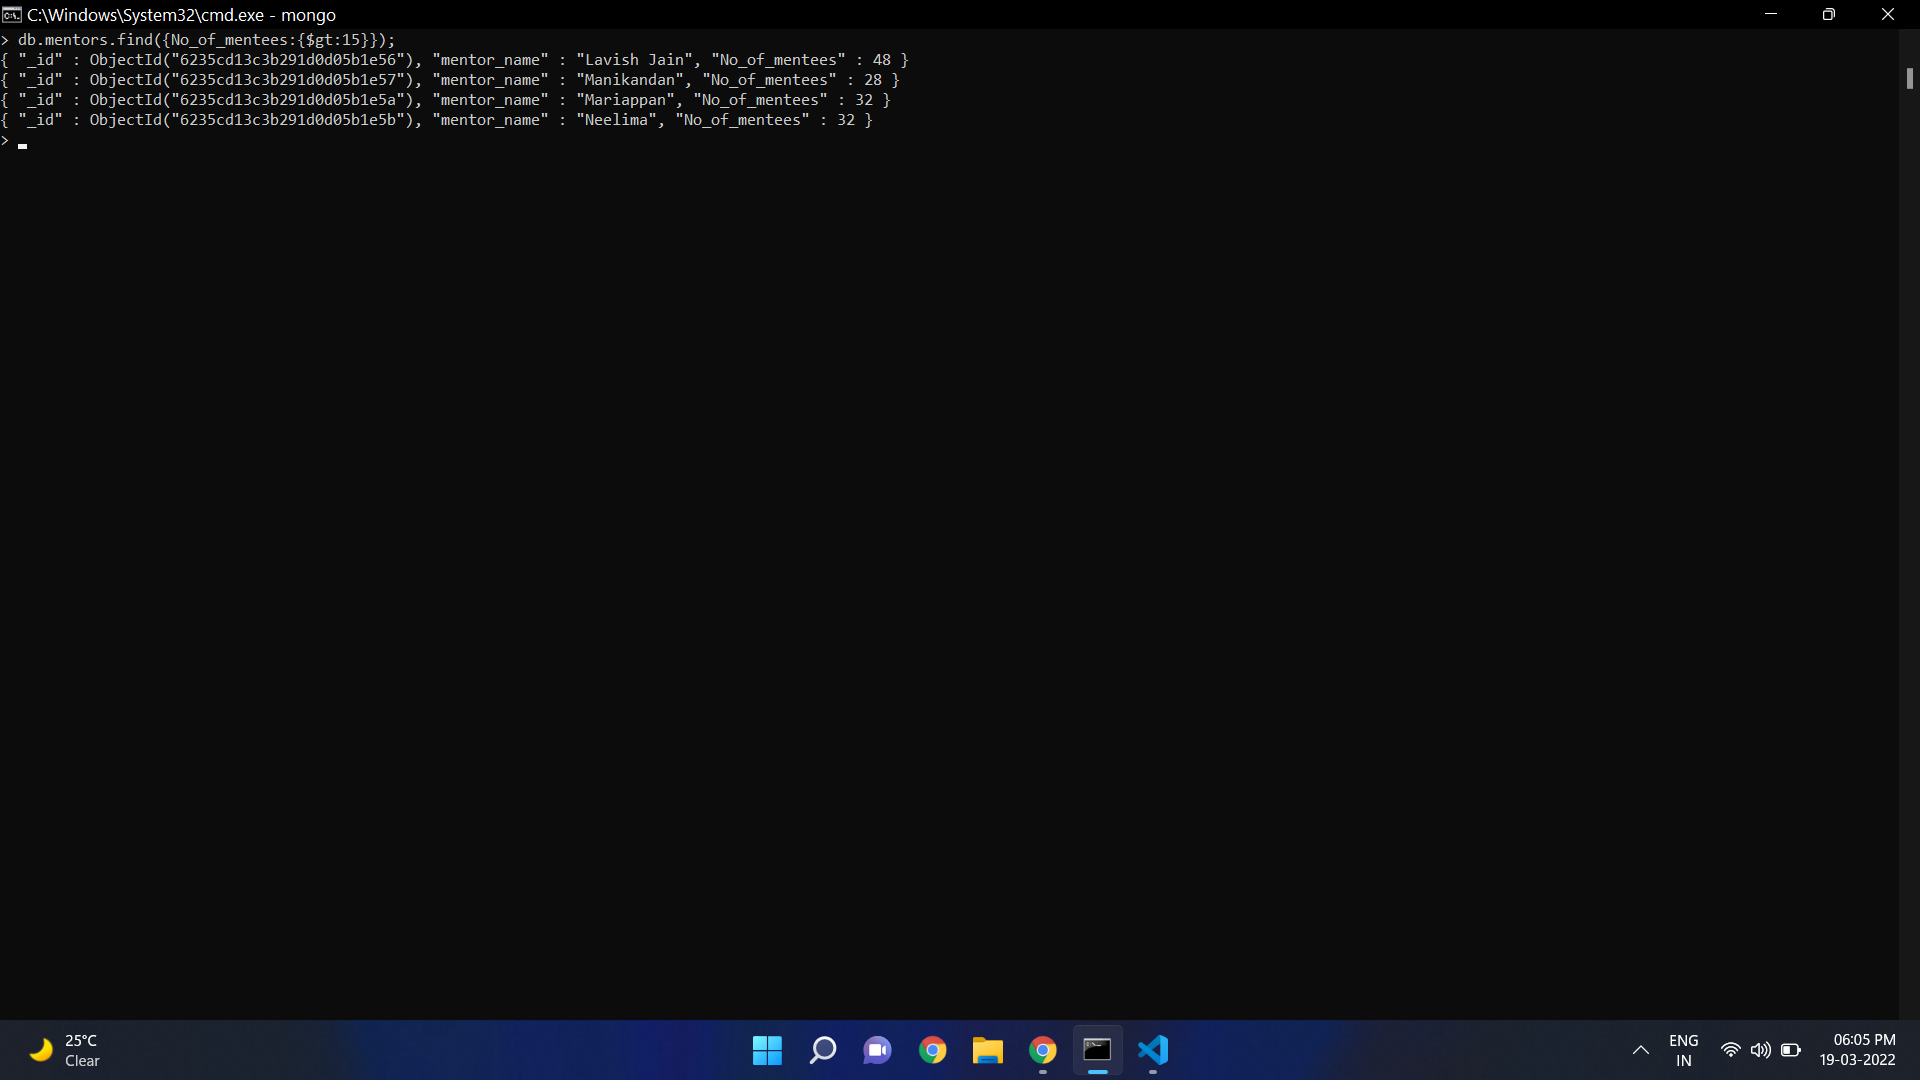 C:\Windows\System32\cmd.exe - mongo
> db.mentors.find({No_of_mentees:{$gt:15}});
{ "_id" : ObjectId("6235cd13c3b291d0d05b1e56"), "mentor_name" : "Lavish Jain", "No_of_mentees" : 48 }
{ "_id" : ObjectId("6235cd13c3b291d0d05b1e57"), "mentor_name" : "Manikandan", "No_of_mentees" : 28 }
{ "_id" : ObjectId("6235cd13c3b291d0d05b1e5a"), "mentor_name" : "Mariappan", "No_of_mentees" : 32 }
{ "_id" : ObjectId("6235cd13c3b291d0d05b1e5b"), "mentor_name" : "Neelima", "No_of_mentees" : 32 }
>
25°C
Clear
ENG
IN
06:05 PM
19-03-2022